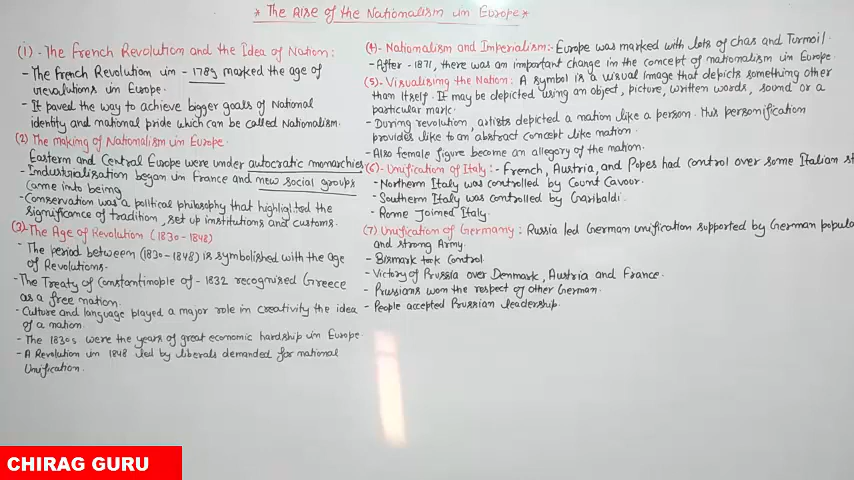 * The Rise of the Nationalism in Europe *
(1) - The French Revolution and the Idea of Nation:
- The French Revolution in - 1789 marked the age of
revolutions in Europe.
- It paved the way to achieve bigger goals of National
identity and national pride which can be called Nationalism.
(2) The making of Nationalism in Europe
Eastern and Central Europe were under autocratic monarchies
- Industrialisation began in France and new social groups
came into being
- Conservation was a political philosophy that highlighted the
significance of tradition, set up institutions and customs.
(3) The Age of Revolution (1830 - 1848)
- The period between (1830 - 1848) is symbolished with the age
of Revolutions.
- The Treaty of Constantinople of - 1832 recognised Greece
as a free nation.
- Culture and language played a major role in creativity the idea
of a nation.
- The 1830s were the years of great economic hardship in Europe
- A Revolution in 1848 led by liberals demanded for national
Unification.
(4) - Nationalism and Imperialism:- Europe was marked with lots of chas and Turmoil.
- After - 1871, there was an important change in the concept of nationalism in Europe.
(5) - Visualising the Nation: A symbol is a visual image that depicts something other
than itself. It may be depicted using an object, picture, written words, sound or a
particular mark.
- During revolution, artists depicted a nation like a person. This personification
provides like to an abstract concept like nation.
- Also female figure become an allegory of the nation.
(6) - Unification of Italy: - French, Austria, and Popes had control over some Italian st
- Northern Italy was controlled by Count Cavoor.
- Southern Italy was controlled by Garibaldi.
- Rome Joined Italy.
(7) Unification of Germany: Russia led German unification supported by German popula
and strong Army.
- Bismark took control
- Victory of Prussia over Denmark, Austria and France.
- Prussians won the respect of other German.
- People accepted Prussian leadership.
CHIRAG GURU